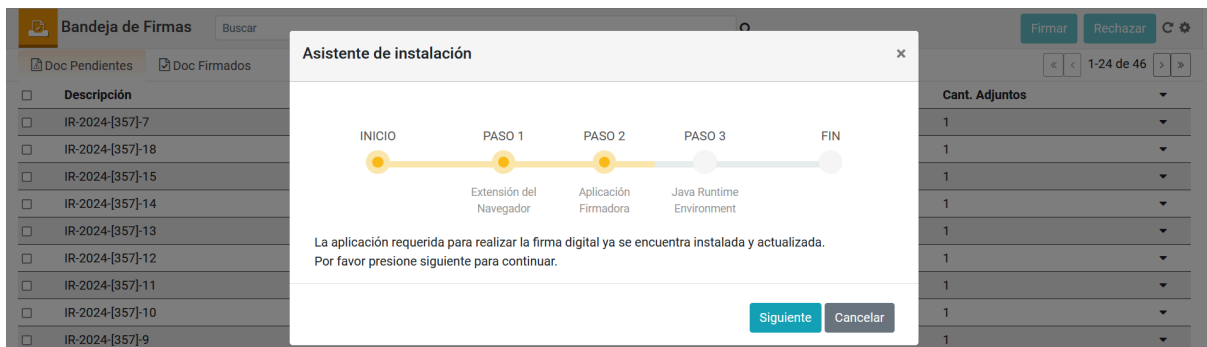 Bandeja de Firmas
Buscar
Firmar
Rechazar
Doc Pendientes
Doc Firmados
1-24 de 46
Descripción
Cant. Adjuntos
IR-2024-[357]-7
1
IR-2024-[357]-18
1
IR-2024-[357]-15
1
IR-2024-[357]-14
1
IR-2024-[357]-13
1
IR-2024-[357]-12
1
IR-2024-[357]-11
1
IR-2024-[357]-10
1
IR-2024-[357]-9
1
Asistente de instalación
INICIO
PASO 1
PASO 2
PASO 3
FIN
Extensión del
Navegador
Aplicación
Firmadora
Java Runtime
Environment
La aplicación requerida para realizar la firma digital ya se encuentra instalada y actualizada.
Por favor presione siguiente para continuar.
Siguiente
Cancelar